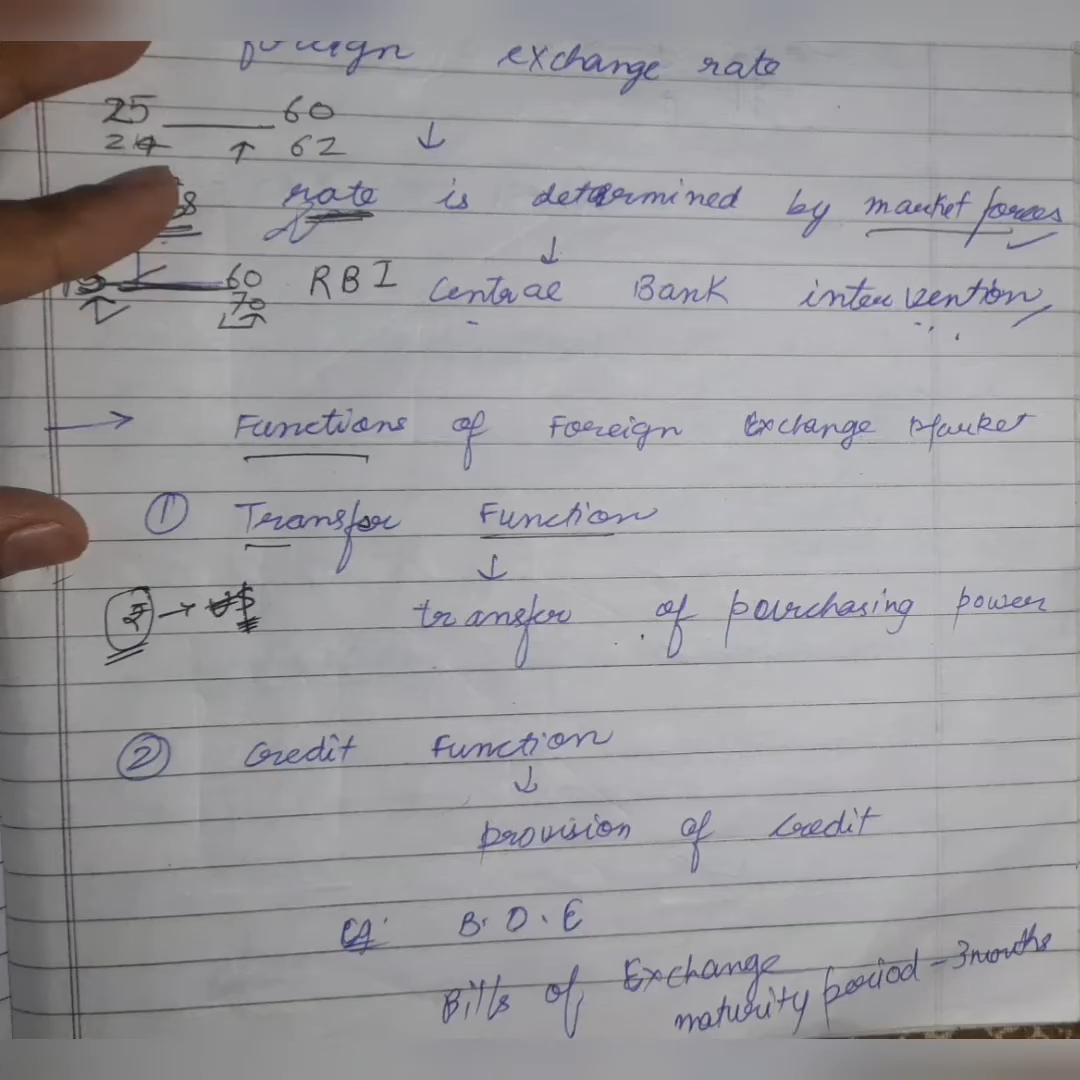 foreign exchange rate
25 60
24 ↑ 62 ↓
rate is determined by market forces
↓
60 RBI Central Bank intervention
70
→ Functions of Foreign Exchange Market
① Transfer Function
↓
₹ → $ transfer of purchasing power
② Credit Function
↓
provision of credit
eg: B.O.E
Bills of Exchange
maturity period - 3 months